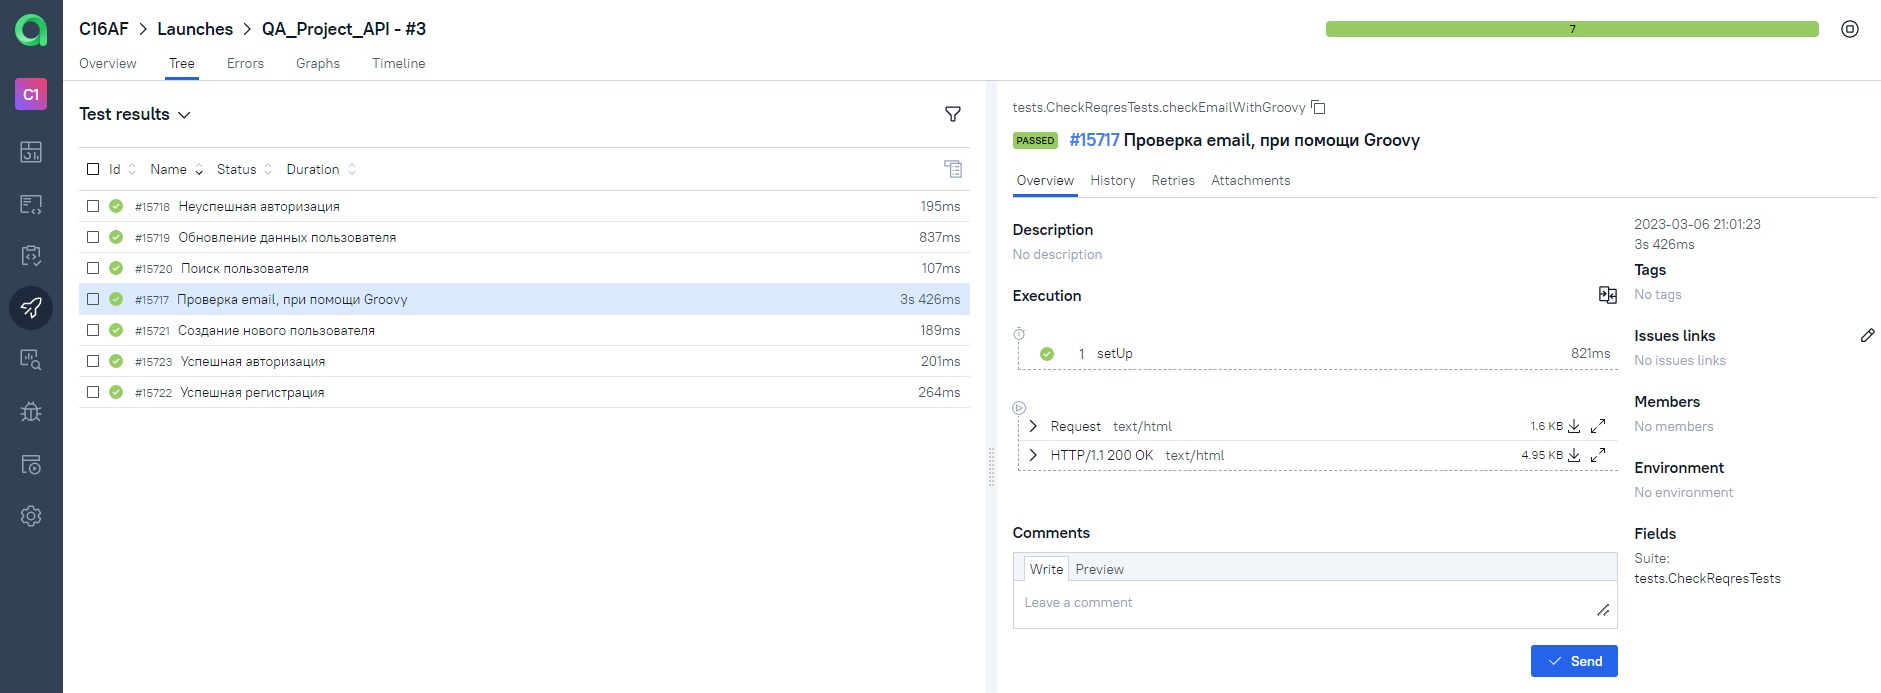 C16AF > Launches > QA_Project_API - #3
7
Overview Tree Errors Graphs Timeline
C1
Test results
Id Name Status Duration
#15718 Неуспешная авторизация 195ms
#15719 Обновление данных пользователя 837ms
#15720 Поиск пользователя 107ms
#15717 Проверка email, при помощи Groovy 3s 426ms
#15721 Создание нового пользователя 189ms
#15723 Успешная авторизация 201ms
#15722 Успешная регистрация 264ms
tests.CheckReqresTests.checkEmailWithGroovy
PASSED #15717 Проверка email, при помощи Groovy
Overview History Retries Attachments
Description
No description
Execution
1 setUp 821ms
Request text/html 1.6 KB
HTTP/1.1 200 OK text/html 4.95 KB
Comments
Write Preview
Leave a comment
Send
2023-03-06 21:01:23
3s 426ms
Tags
No tags
Issues links
No issues links
Members
No members
Environment
No environment
Fields
Suite:
tests.CheckReqresTests